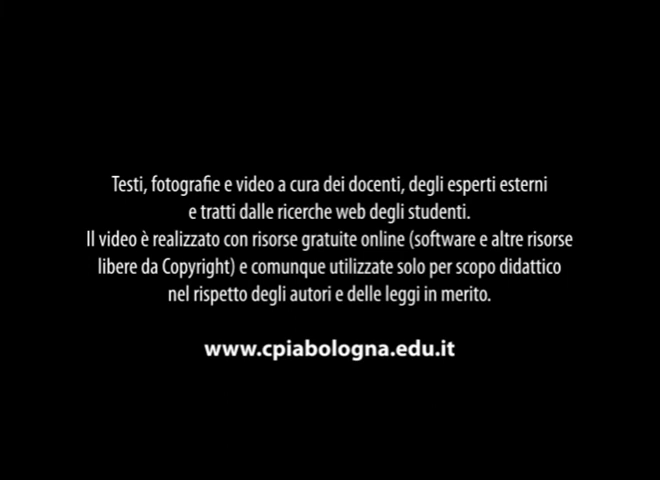 Testi, fotografie e video a cura dei docenti, degli esperti esterni
e tratti dalle ricerche web degli studenti.
Il video è realizzato con risorse gratuite online (software e altre risorse
libere da Copyright) e comunque utilizzate solo per scopo didattico
nel rispetto degli autori e delle leggi in merito.
www.cpiabologna.edu.it